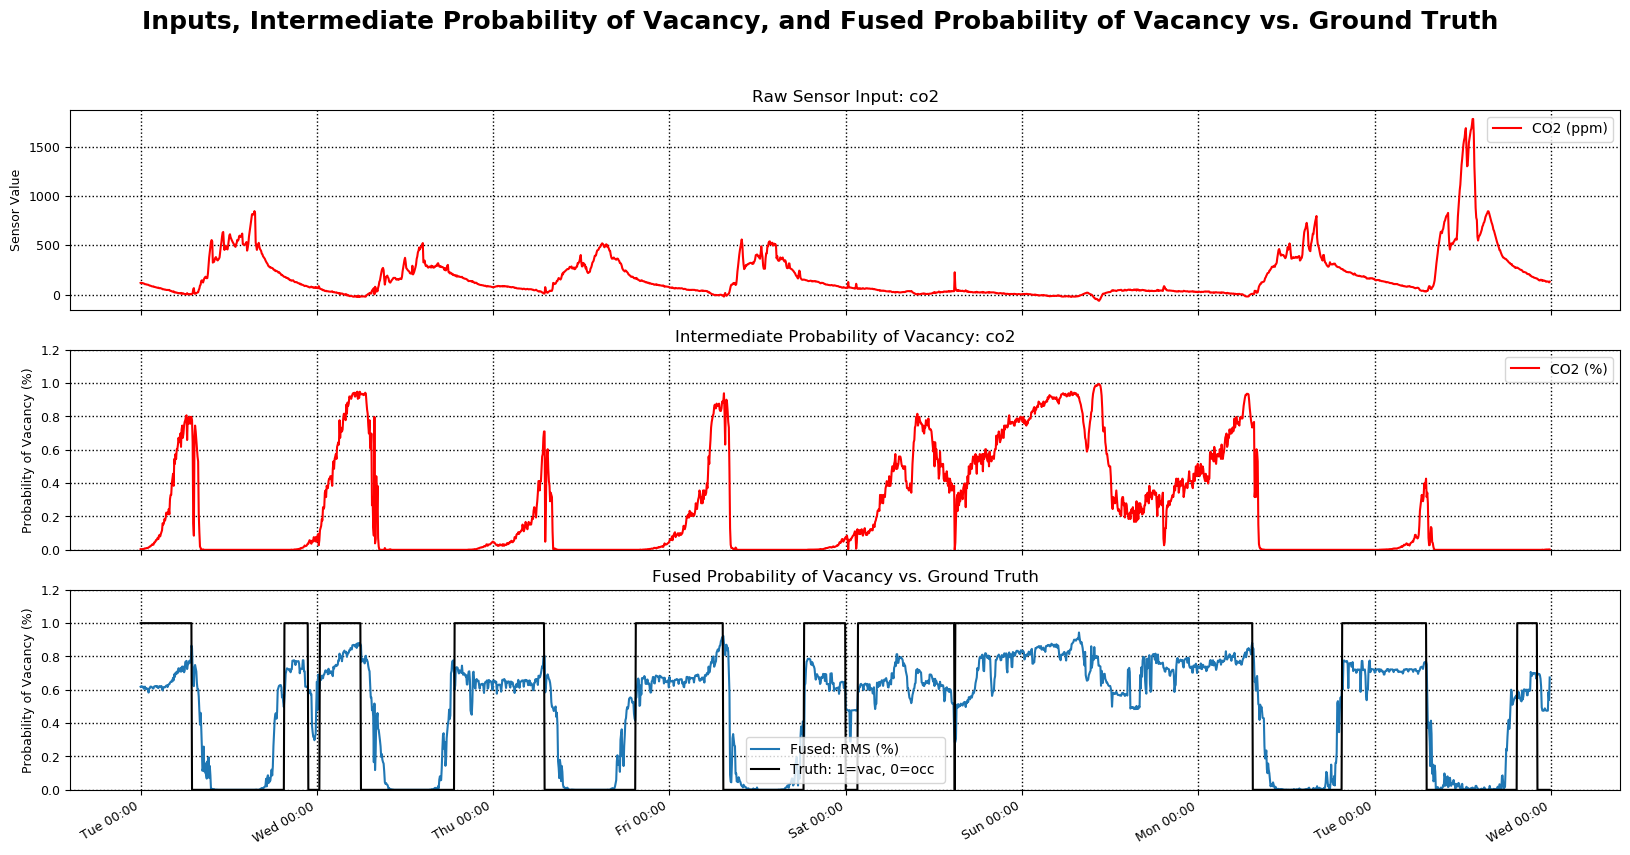 Inputs, Intermediate Probability of Vacancy, and Fused Probability of Vacancy vs. Ground Truth
Raw Sensor Input: co2
Sensor Value
1500
1000
500
0
CO2 (ppm)
Intermediate Probability of Vacancy: co2
Probability of Vacancy (%)
1.2
1.0
0.8
0.6
0.4
0.2
0.0
CO2 (%)
Fused Probability of Vacancy vs. Ground Truth
Probability of Vacancy (%)
1.2
1.0
0.8
0.6
0.4
0.2
0.0
Fused: RMS (%)
Truth: 1=vac, 0=occ
Tue 00:00
Wed 00:00
Thu 00:00
Fri 00:00
Sat 00:00
Sun 00:00
Mon 00:00
Tue 00:00
Wed 00:00